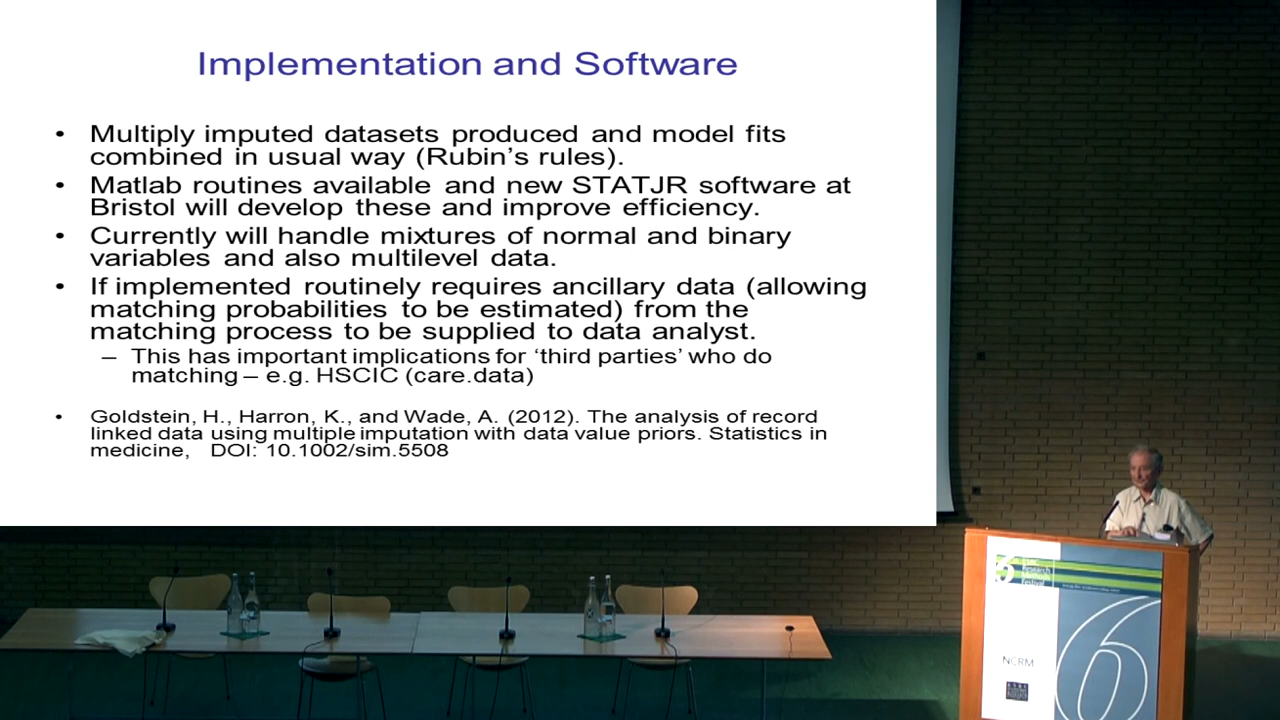 Implementation and Software
• Multiply imputed datasets produced and model fits
combined in usual way (Rubin's rules).
• Matlab routines available and new STATJR software at
Bristol will develop these and improve efficiency.
• Currently will handle mixtures of normal and binary
variables and also multilevel data.
• If implemented routinely requires ancillary data (allowing
matching probabilities to be estimated) from the
matching process to be supplied to data analyst.
– This has important implications for ‘third parties’ who do
matching – e.g. HSCIC (care.data)
• Goldstein, H., Harron, K., and Wade, A. (2012). The analysis of record
linked data using multiple imputation with data value priors. Statistics in
medicine, DOI: 10.1002/sim.5508
6
Research
Festival
6
NCRM